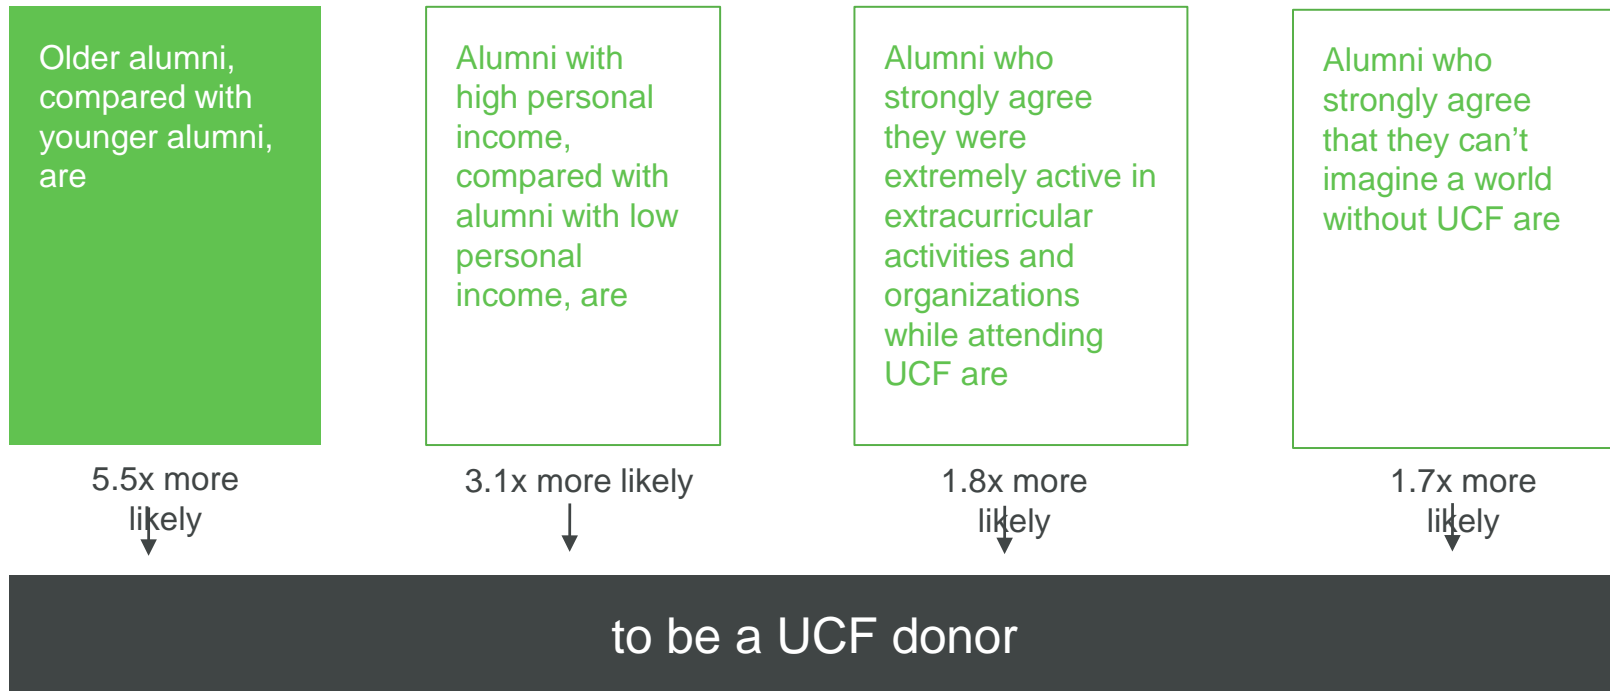 Older alumni,
compared with
younger alumni,
are
5.5x more
likely
Alumni with
high personal
income,
compared with
alumni with low
personal
income, are
3.1x more likely
Alumni who
strongly agree
they were
extremely active in
extracurricular
activities and
organizations
while attending
UCF are
1.8x more
likely
Alumni who
strongly agree
that they can’t
imagine a world
without UCF are
1.7x more
likely
to be a UCF donor